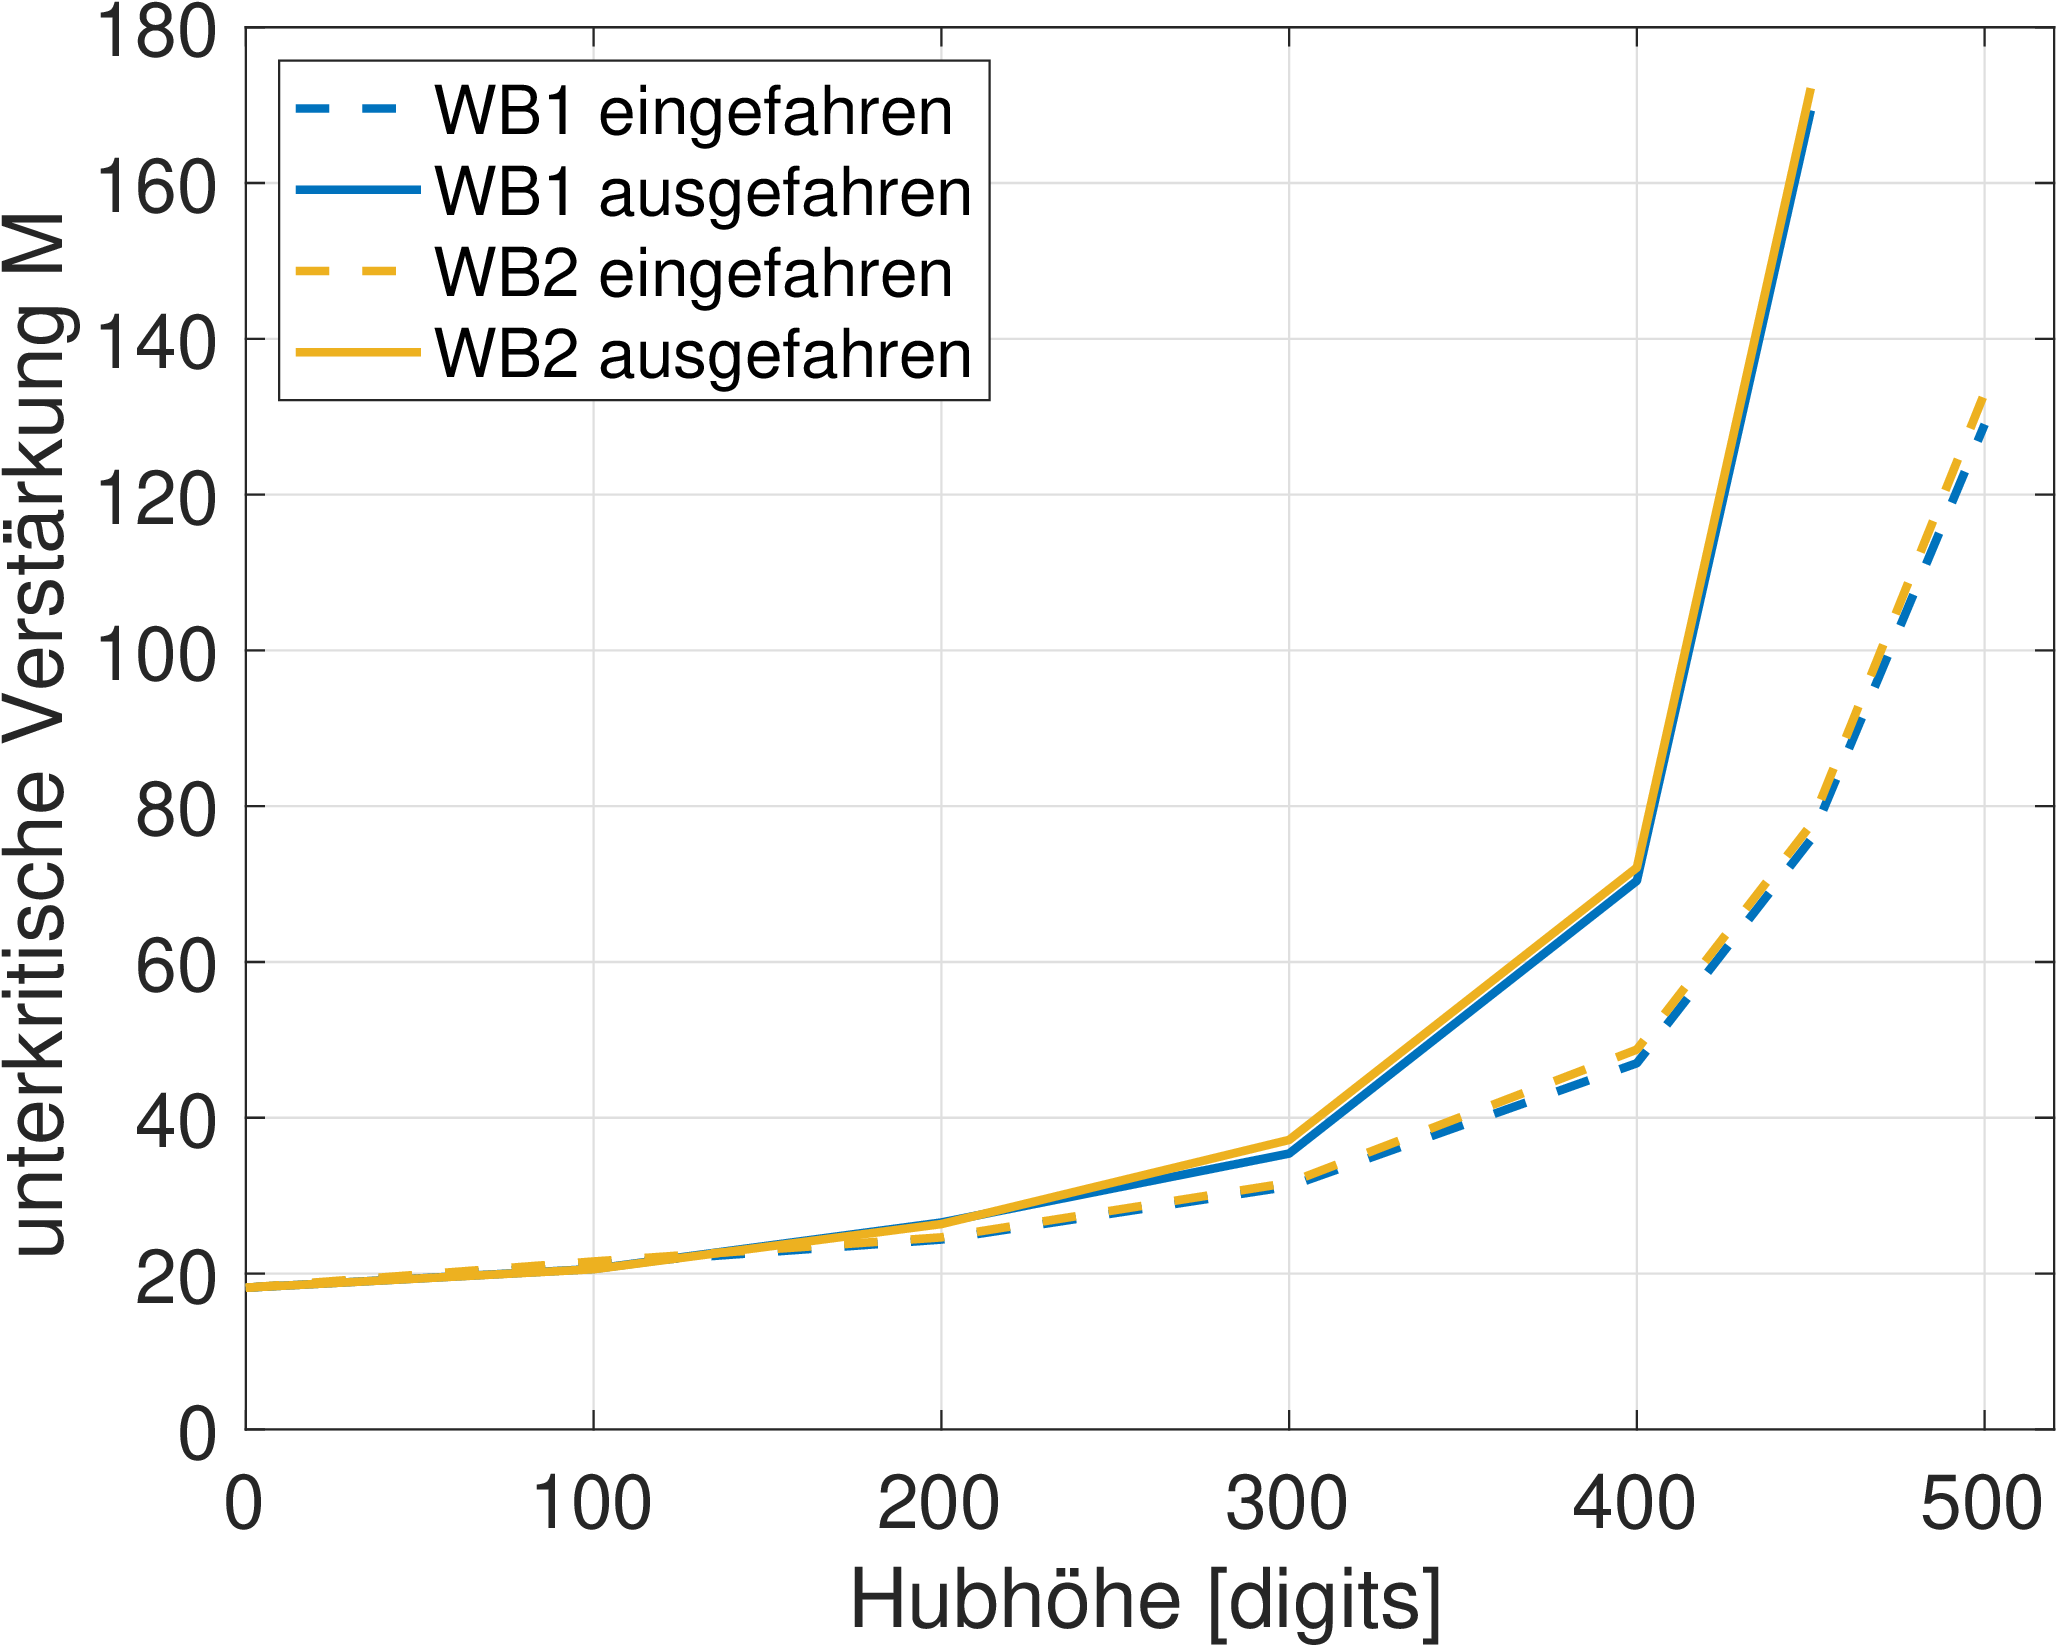 180
160
140
120
100
80
60
40
20
0
unterkritische Verstärkung M
WB1 eingefahren
WB1 ausgefahren
WB2 eingefahren
WB2 ausgefahren
0 100 200 300 400 500
Hubhöhe [digits]